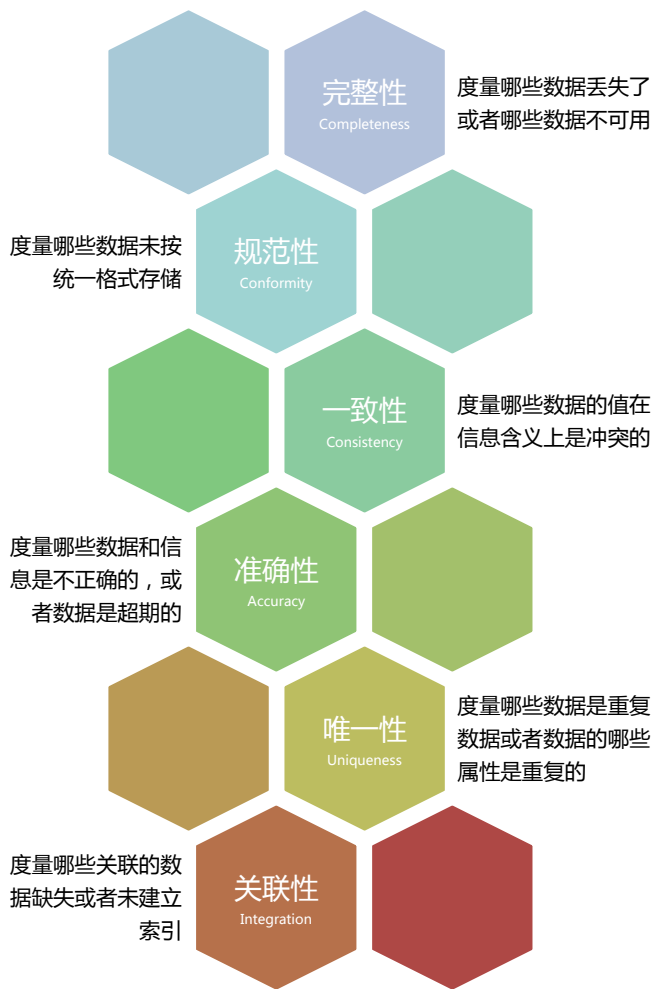 完整性
Completeness
度量哪些数据丢失了
或者哪些数据不可用
度量哪些数据未按
统一格式存储
规范性
Conformity
一致性
Consistency
度量哪些数据的值在
信息含义上是冲突的
度量哪些数据和信
息是不正确的，或
者数据是超期的
准确性
Accuracy
唯一性
Uniqueness
度量哪些数据是重复
数据或者数据的哪些
属性是重复的
度量哪些关联的数
据缺失或者未建立
索引
关联性
Integration